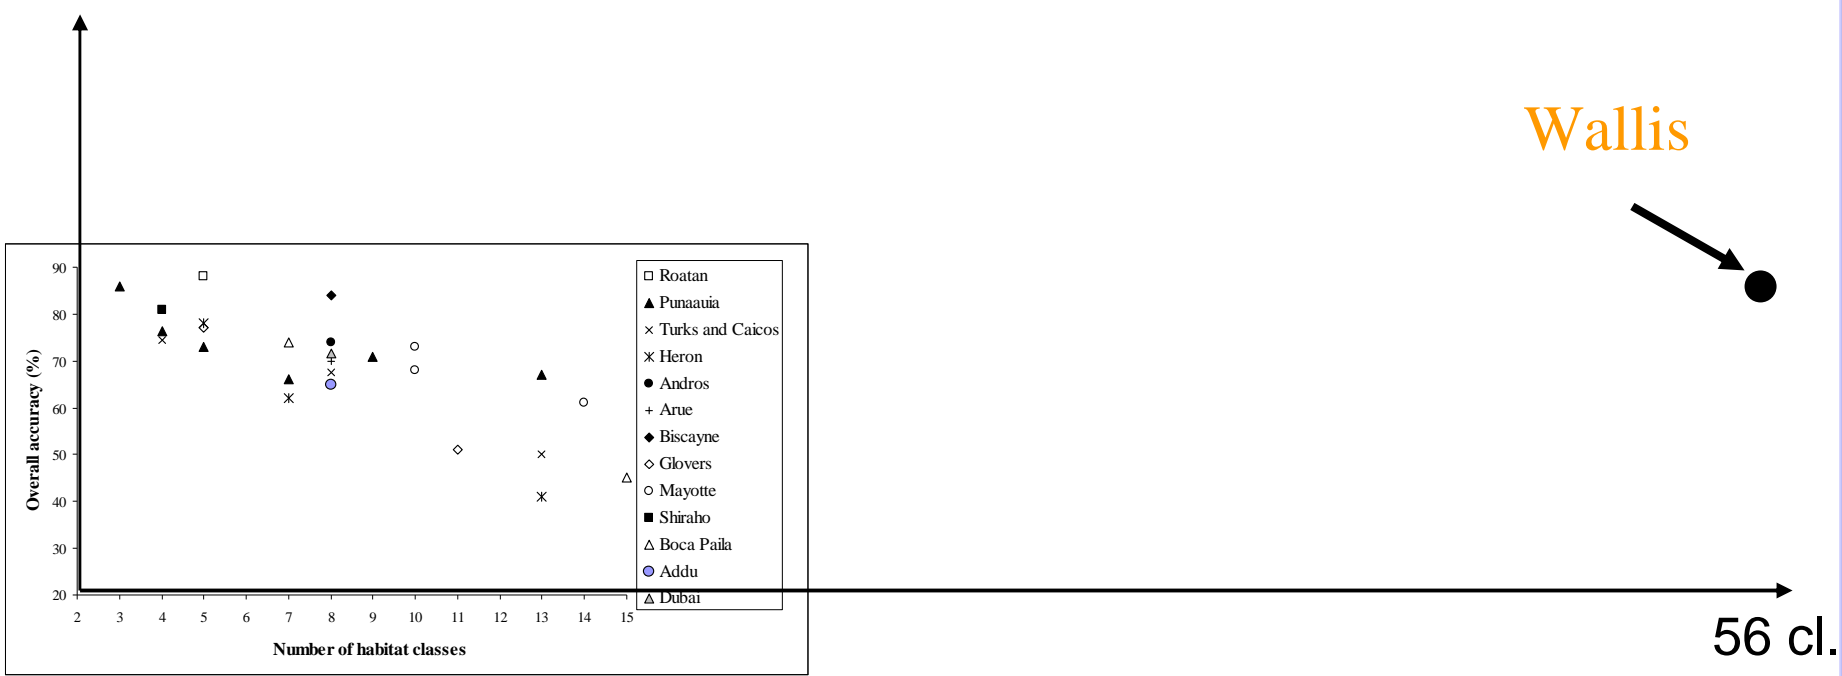 Wallis
90
80
70
60
50
40
30
20
Overall accuracy (%)
2 3 4 5 6 7 8 9 10 11 12 13 14 15
Number of habitat classes
Roatan
Punaauia
Turks and Caicos
Heron
Andros
Arue
Biscayne
Glovers
Mayotte
Shiraho
Boca Paila
Addu
Dubai
56 cl.